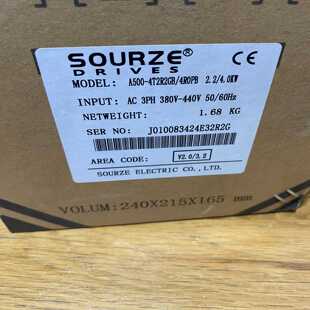 SOURZE®
DRIVES
MODEL: A500-4T2R2GB/4R0PB 2.2/4.0KW
INPUT: AC 3PH 380V-440V 50/60Hz
NETWEIGHT: 1.68 KG
SER NO: J010083424E32R2G
AREA CODE: V2.0/3.2
SOURZE ELECTRIC CO.,LTD.
VOLUM:240X215X165 mm